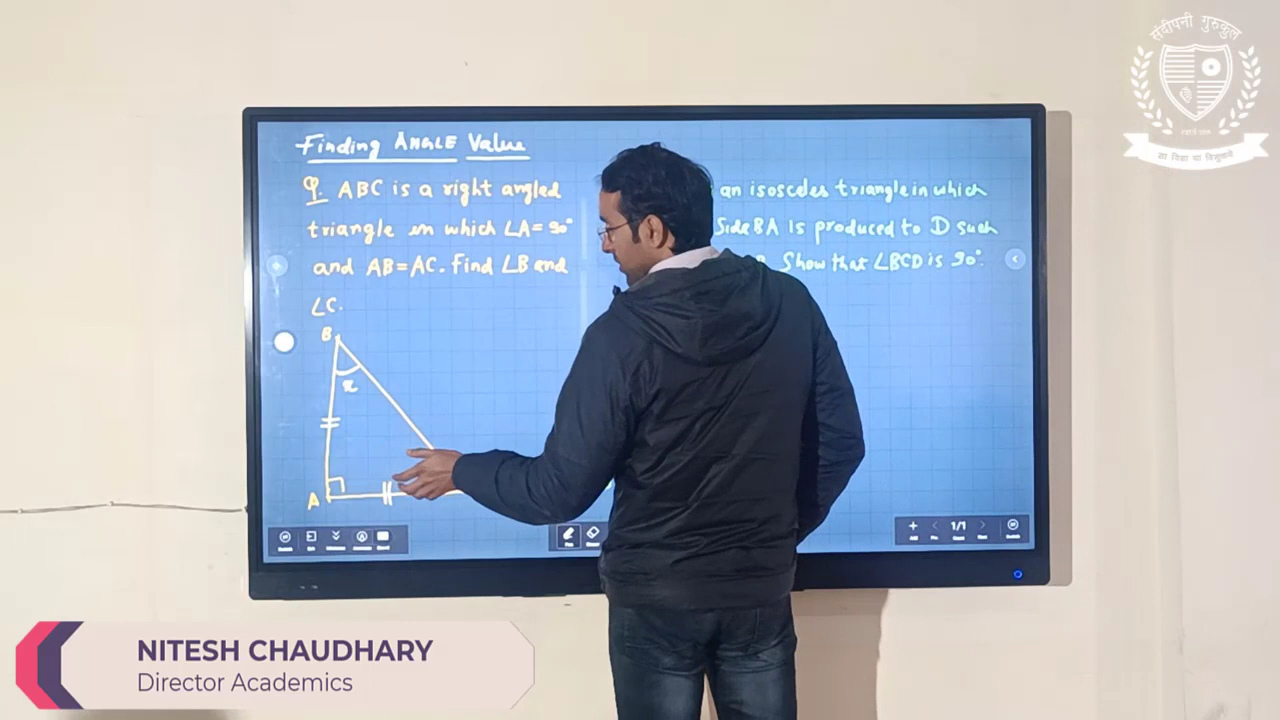 संदीपनी गुरुकुल
सा विद्या या विमुक्तये
Finding ANGLE Value
Q. ABC is a right angled
triangle in which ∠A = 90°
and AB = AC. Find ∠B and
∠C.
B
x
A
an isosceles triangle in which
Side BA is produced to D such
Show that ∠BCD is 90°.
1/1
NITESH CHAUDHARY
Director Academics